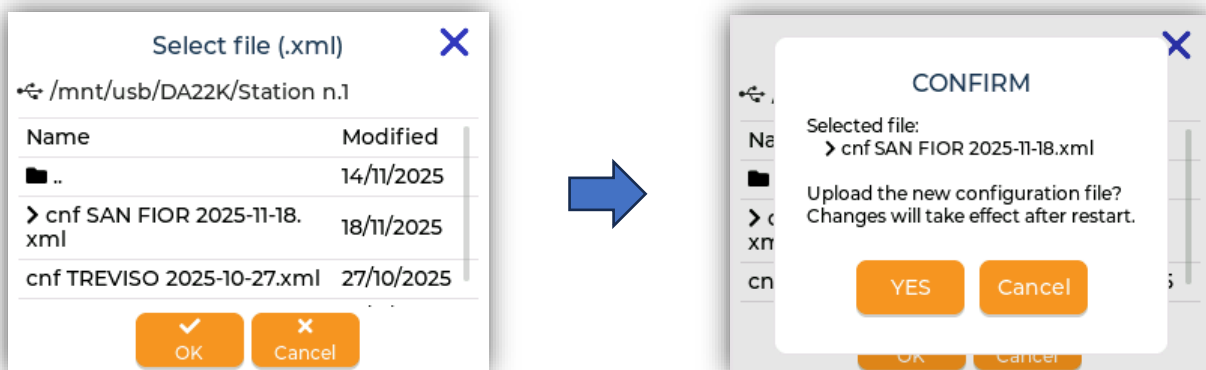 Select file (.xml)
/mnt/usb/DA22K/Station n.1
Name Modified
.. 14/11/2025
> cnf SAN FIOR 2025-11-18.
xml 18/11/2025
cnf TREVISO 2025-10-27.xml 27/10/2025
OK Cancel
CONFIRM
Selected file:
> cnf SAN FIOR 2025-11-18.xml
Upload the new configuration file?
Changes will take effect after restart.
YES Cancel
OK Cancel